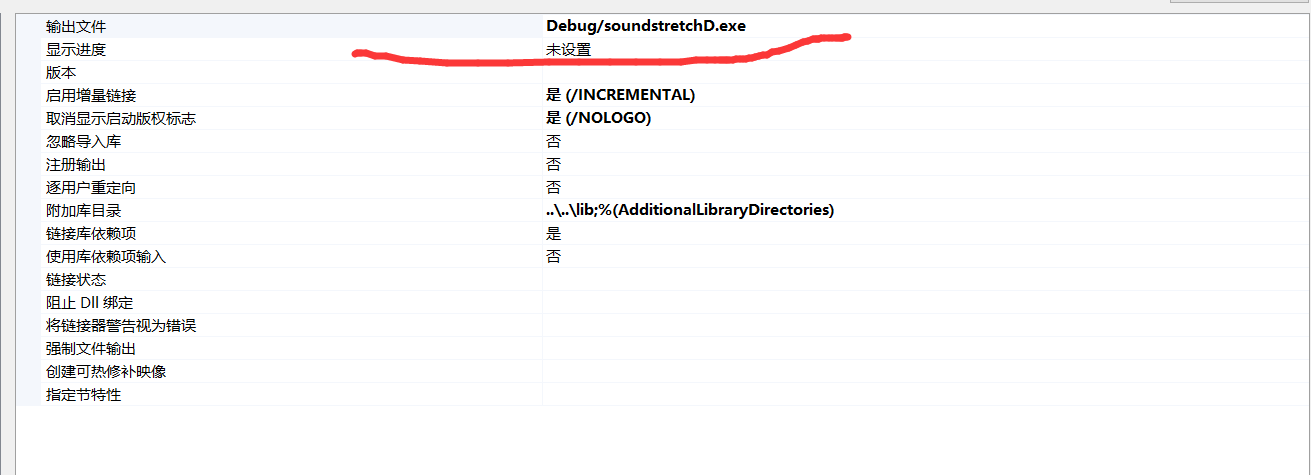 输出文件 Debug/soundstretchD.exe
显示进度 未设置
版本
启用增量链接 是 (/INCREMENTAL)
取消显示启动版权标志 是 (/NOLOGO)
忽略导入库 否
注册输出 否
逐用户重定向 否
附加库目录 ..\..\lib;%(AdditionalLibraryDirectories)
链接库依赖项 是
使用库依赖项输入 否
链接状态
阻止 Dll 绑定
将链接器警告视为错误
强制文件输出
创建可热修补映像
指定节特性